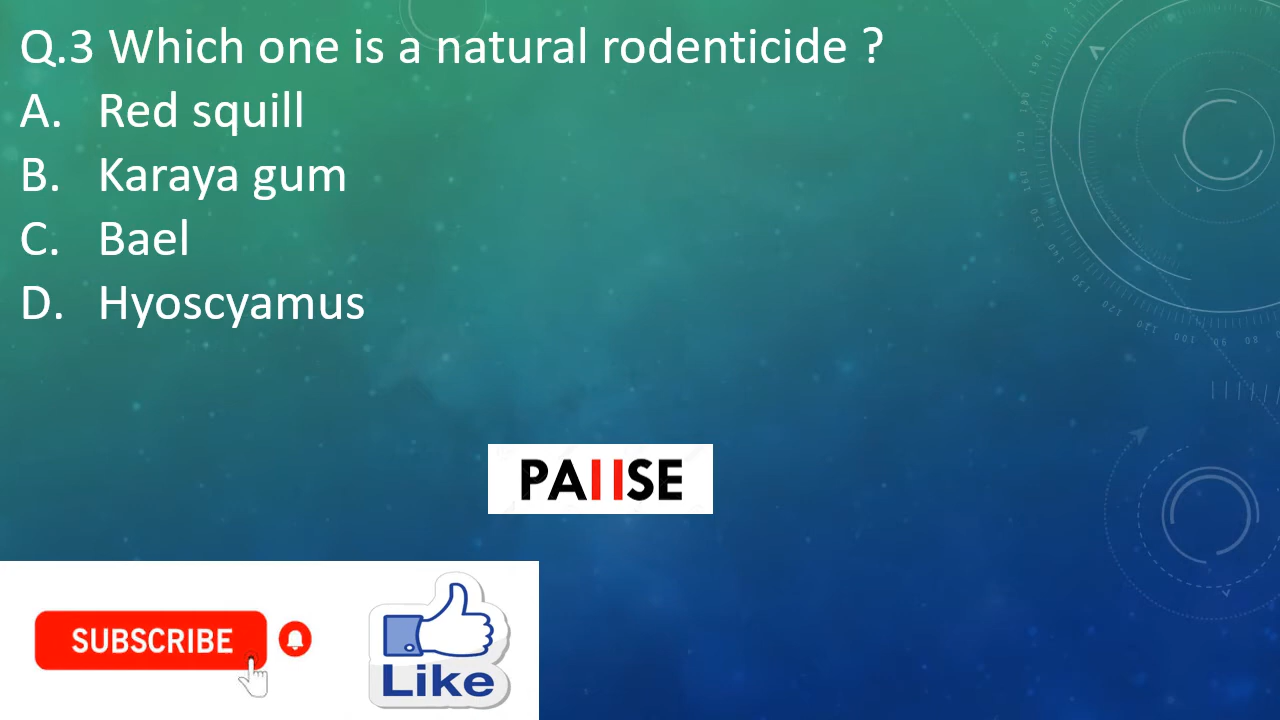 Q.3 Which one is a natural rodenticide ?
A. Red squill
B. Karaya gum
C. Bael
D. Hyoscyamus
PAUSE
SUBSCRIBE
Like